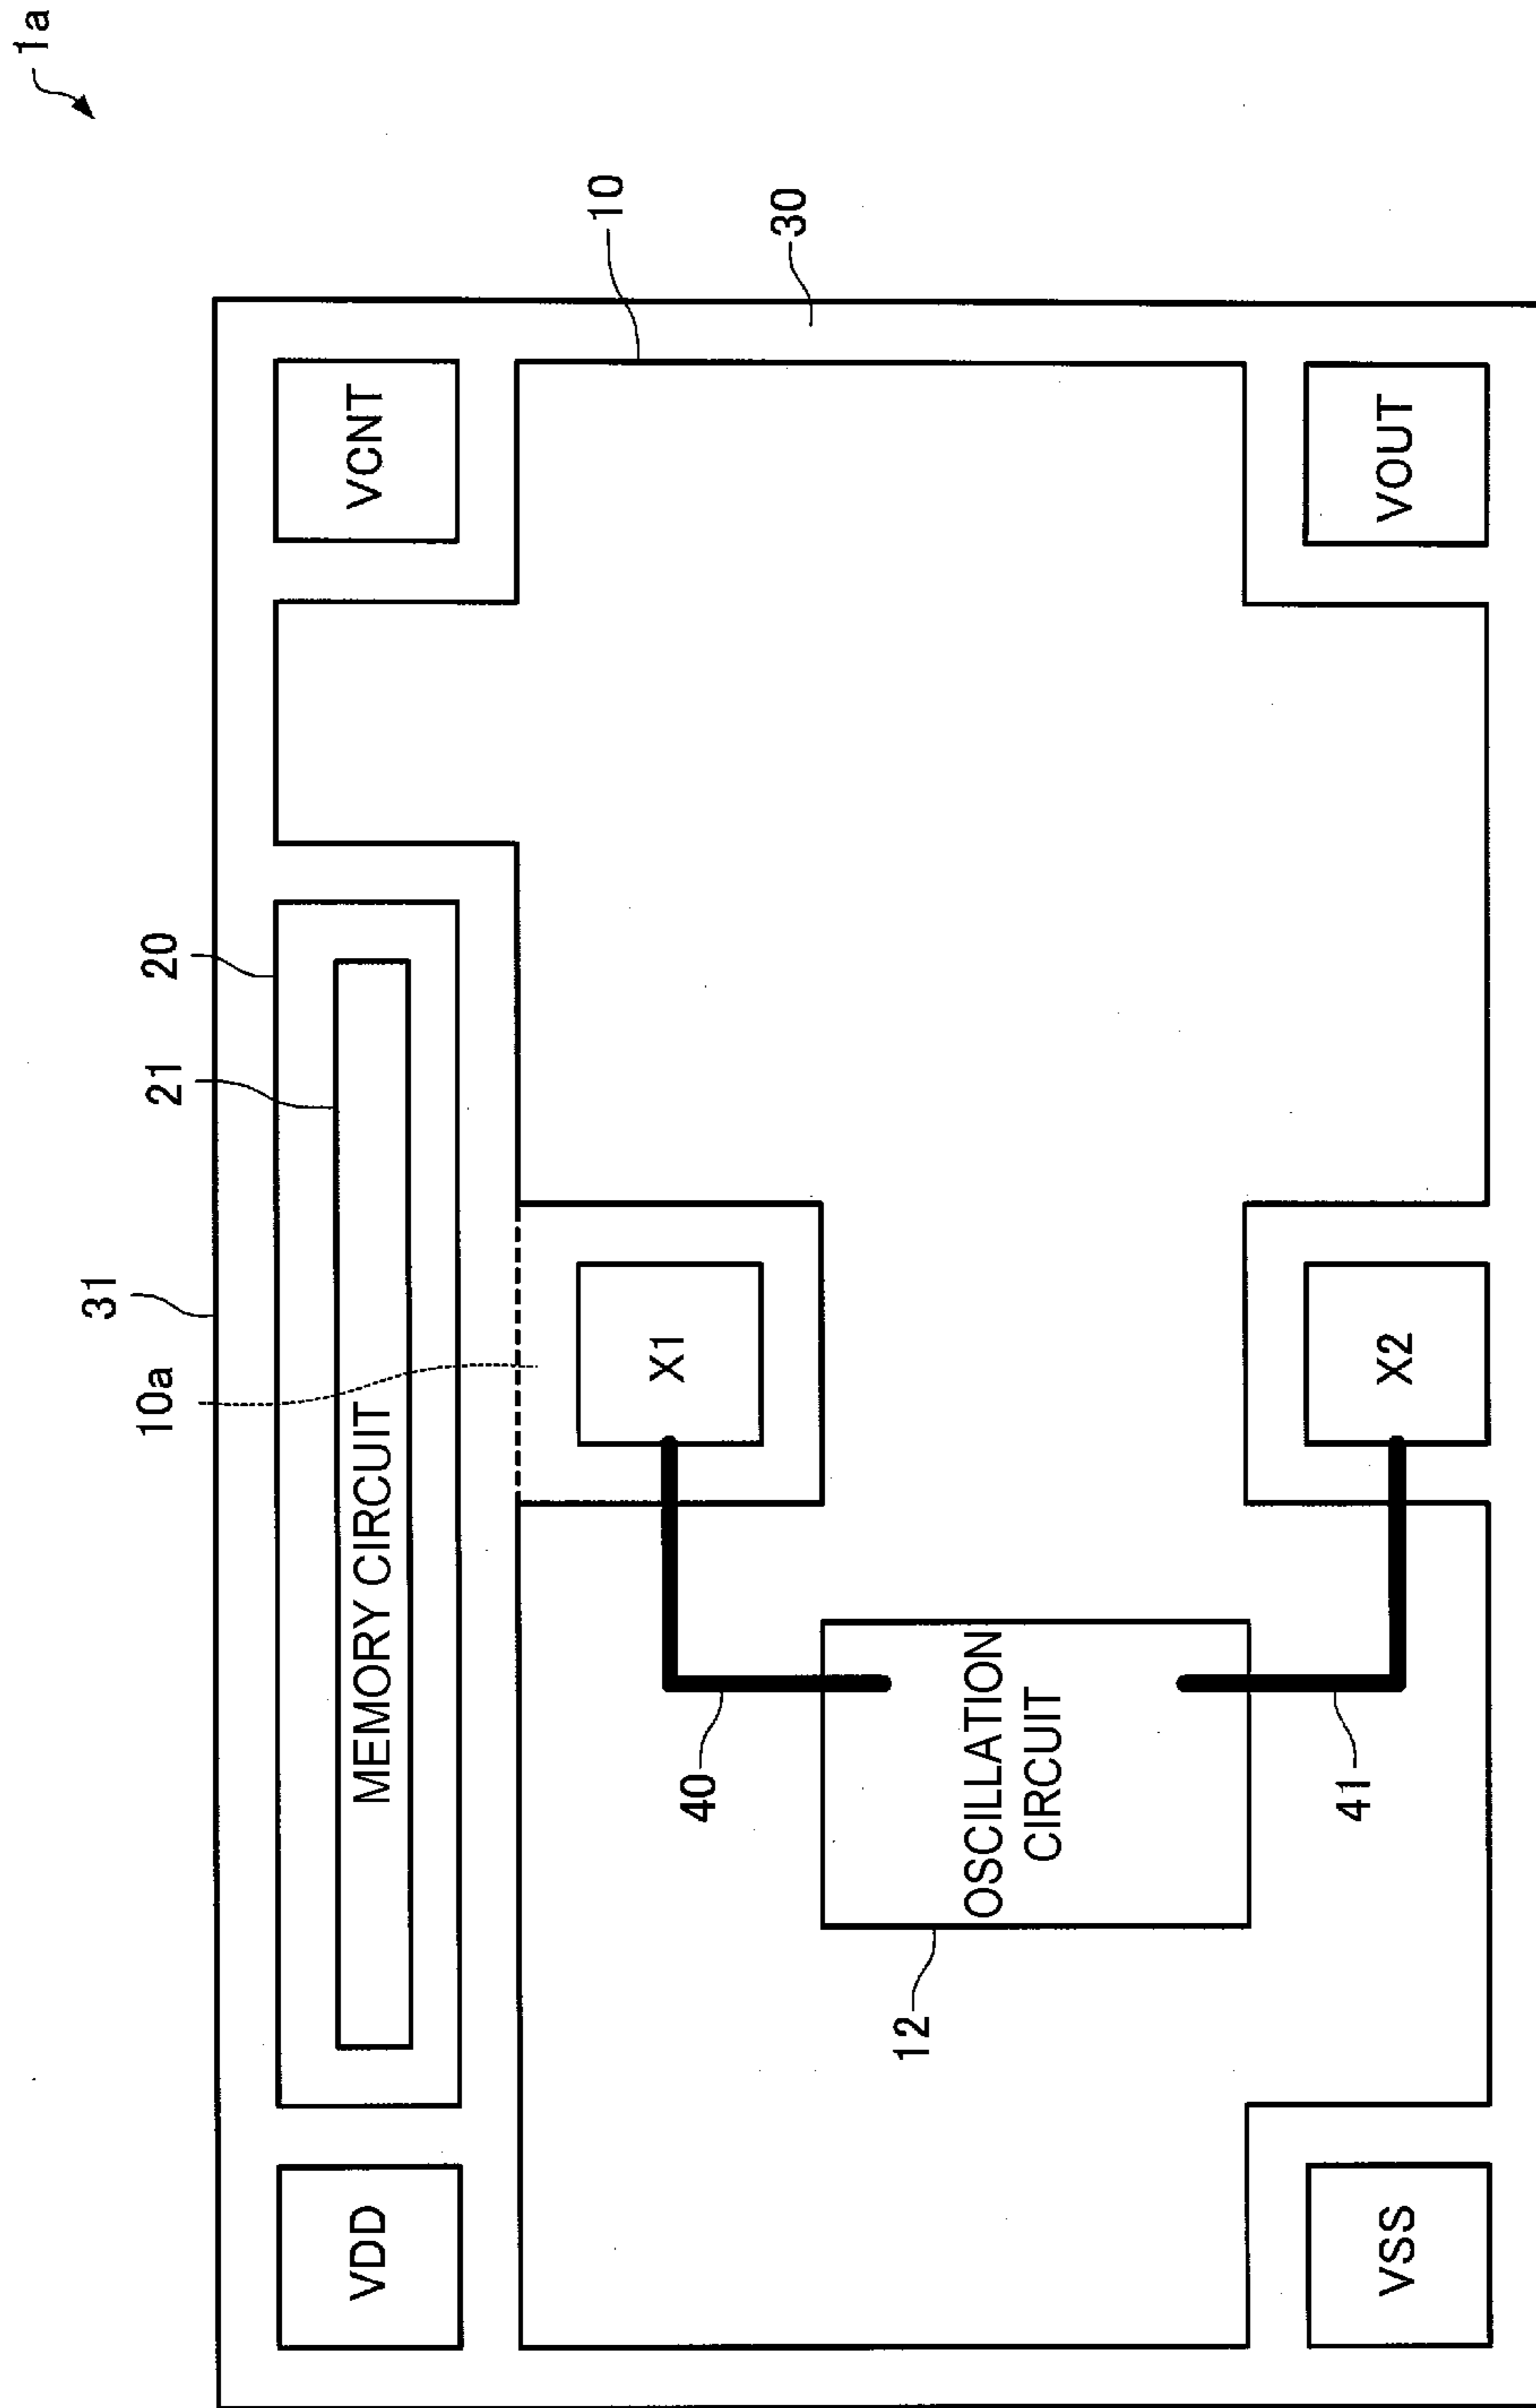 1a
31
10a
21
20
10
30
VDD
MEMORY CIRCUIT
VCNT
X1
40
12
OSCILLATION
CIRCUIT
41
VSS
X2
VOUT